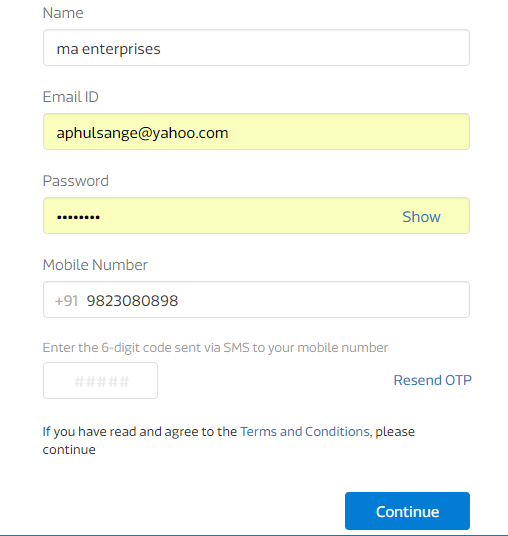 Name
ma enterprises
Email ID
aphulsange@yahoo.com
Password
••••••••
Show
Mobile Number
+91 9823080898
Enter the 6-digit code sent via SMS to your mobile number
#####
Resend OTP
If you have read and agree to the Terms and Conditions, please
continue
Continue